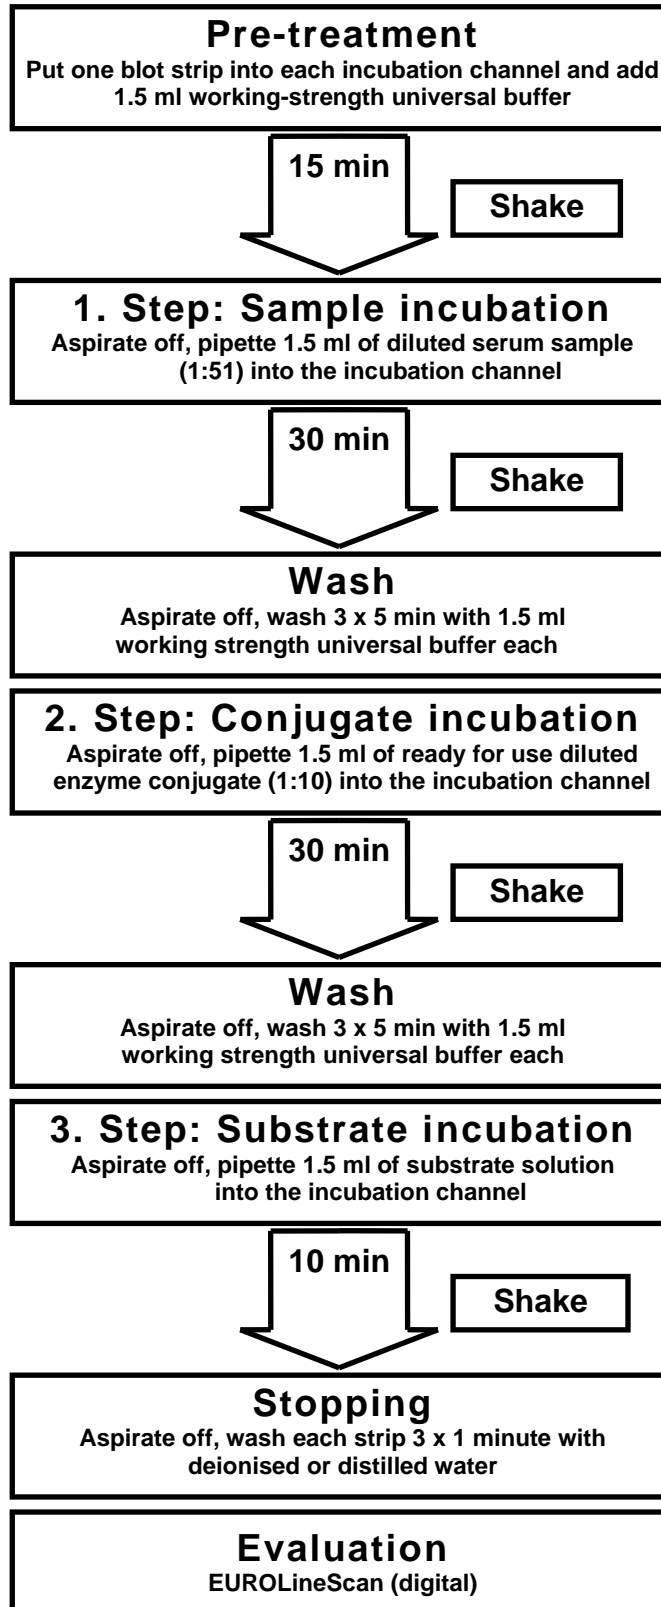 Pre-treatment
Put one blot strip into each incubation channel and add
1.5 ml working-strength universal buffer
15 min
Shake
1. Step: Sample incubation
Aspirate off, pipette 1.5 ml of diluted serum sample
(1:51) into the incubation channel
30 min
Shake
Wash
Aspirate off, wash 3 x 5 min with 1.5 ml
working strength universal buffer each
2. Step: Conjugate incubation
Aspirate off, pipette 1.5 ml of ready for use diluted
enzyme conjugate (1:10) into the incubation channel
30 min
Shake
Wash
Aspirate off, wash 3 x 5 min with 1.5 ml
working strength universal buffer each
3. Step: Substrate incubation
Aspirate off, pipette 1.5 ml of substrate solution
into the incubation channel
10 min
Shake
Stopping
Aspirate off, wash each strip 3 x 1 minute with
deionised or distilled water
Evaluation
EUROLineScan (digital)